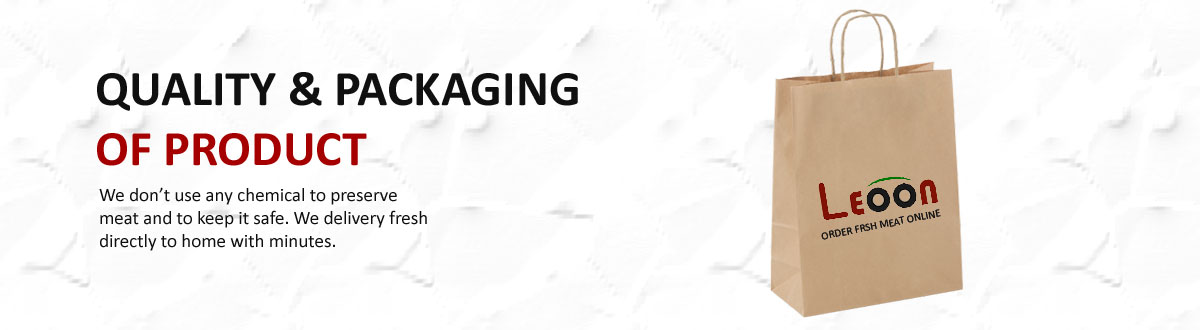 QUALITY & PACKAGING
OF PRODUCT
We don’t use any chemical to preserve
meat and to keep it safe. We delivery fresh
directly to home with minutes.
LEOON
ORDER FRSH MEAT ONLINE